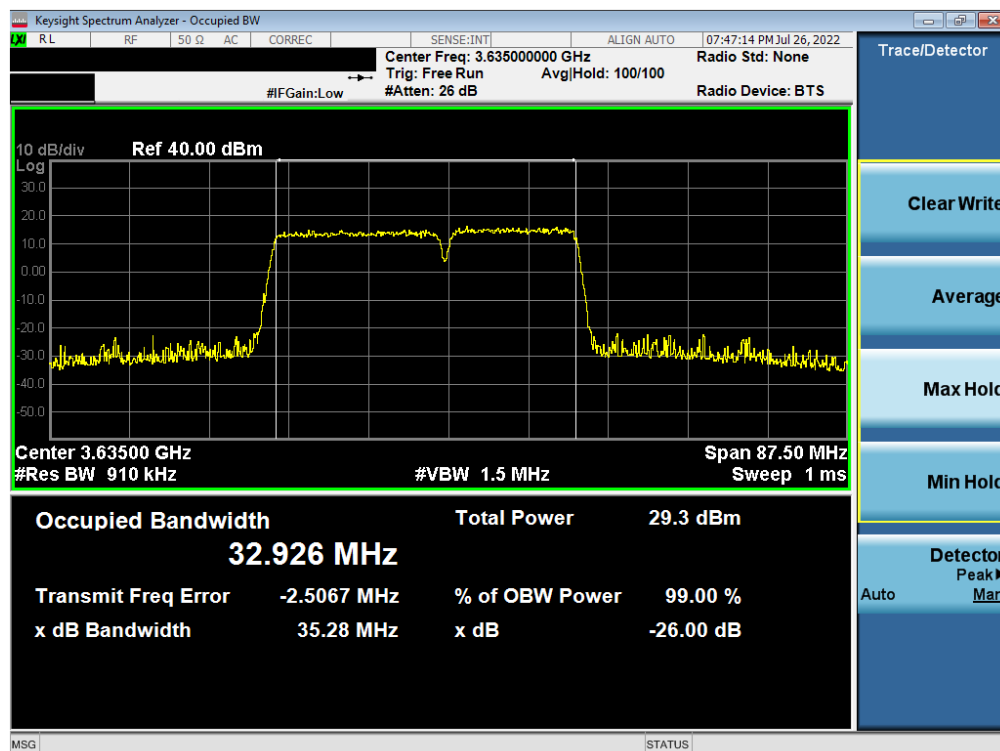 Keysight Spectrum Analyzer - Occupied BW
LXI RL RF 50 Ω AC CORREC SENSE:INT ALIGN AUTO 07:47:14 PM Jul 26, 2022
Center Freq: 3.635000000 GHz Radio Std: None
Trig: Free Run Avg|Hold: 100/100
#IFGain:Low #Atten: 26 dB Radio Device: BTS
Trace/Detector
10 dB/div Ref 40.00 dBm
Log
30.0
20.0
10.0
0.00
-10.0
-20.0
-30.0
-40.0
-50.0
Center 3.63500 GHz Span 87.50 MHz
#Res BW 910 kHz #VBW 1.5 MHz Sweep 1 ms
Occupied Bandwidth Total Power 29.3 dBm
32.926 MHz
Transmit Freq Error -2.5067 MHz % of OBW Power 99.00 %
x dB Bandwidth 35.28 MHz x dB -26.00 dB
Clear Write
Average
Max Hold
Min Hold
Detector
Peak
Auto Man
MSG STATUS